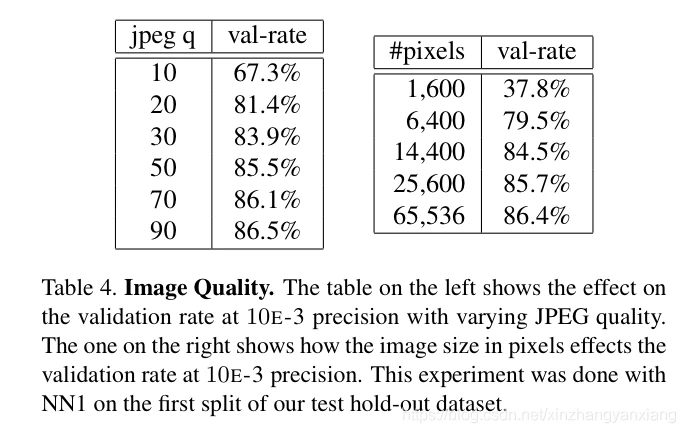 jpeg q val-rate
10 67.3%
20 81.4%
30 83.9%
50 85.5%
70 86.1%
90 86.5%
#pixels val-rate
1,600 37.8%
6,400 79.5%
14,400 84.5%
25,600 85.7%
65,536 86.4%
Table 4. Image Quality. The table on the left shows the effect on
the validation rate at 10E-3 precision with varying JPEG quality.
The one on the right shows how the image size in pixels effects the
validation rate at 10E-3 precision. This experiment was done with
NN1 on the first split of our test hold-out dataset.
https://blog.csdn.net/xinzhangyanxiang